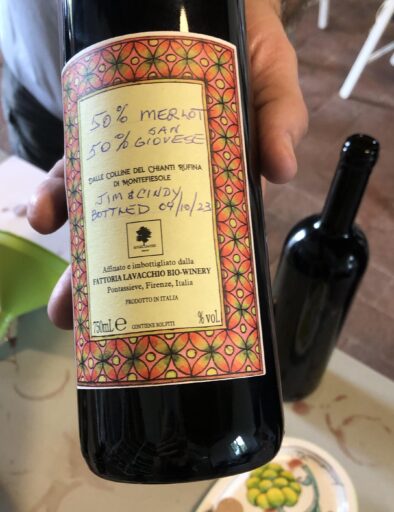 50% MERLOT
50% SAN
GIOVESE
DALLE COLLINE DEL CHIANTI RUFINA
DI MONTEFIESOLE
JIM & CINDY
BOTTLED 04/10/23
Affinato e imbottigliato dalla
FATTORIA LAVACCHIO BIO-WINERY
Pontassieve, Firenze, Italia
PRODOTTO IN ITALIA
750mL e CONTIENE SOLFITI % vol.